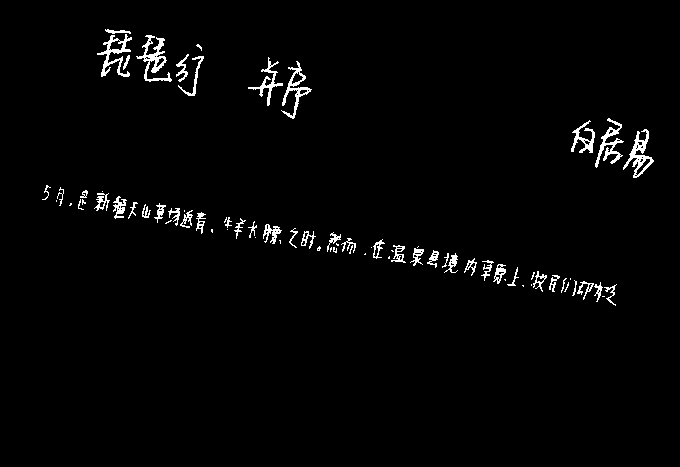 琵琶行 并序
白居易
5月,是新疆天山草场返青、牛羊长膘之时。然而,在温泉县境内草原上,牧民们却